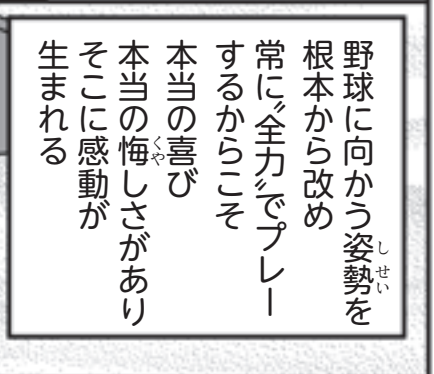 野球に向かう姿勢を
根本から改め
常に〝全力〟でプレー
するからこそ
本当の喜び
本当の悔しさがあり
そこに感動が
生まれる